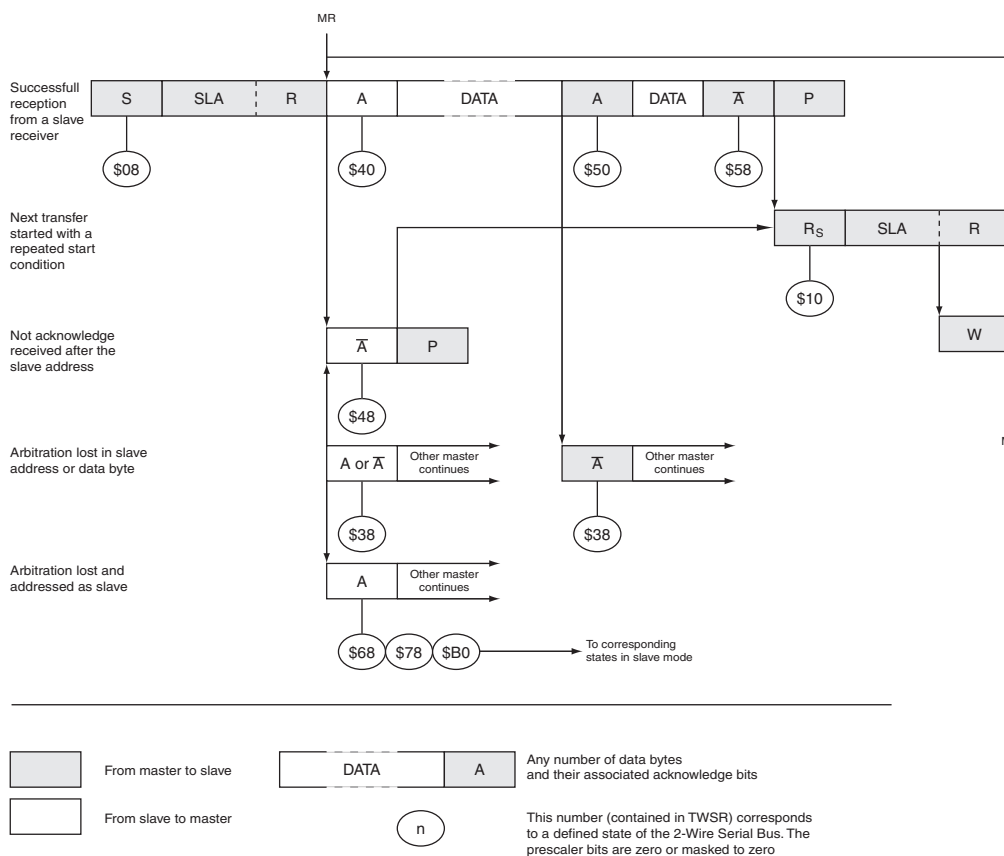 MR
Successfull
reception
from a slave
receiver
S SLA R A DATA A DATA A̅ P
$08 $40 $50 $58
Next transfer
started with a
repeated start
condition
RS SLA R
$10
Not acknowledge
received after the
slave address
A̅ P
W
$48
Arbitration lost in slave
address or data byte
A or A̅ Other master
continues
A̅ Other master
continues
$38 $38
Arbitration lost and
addressed as slave
A Other master
continues
$68 $78 $B0
To corresponding
states in slave mode
From master to slave
DATA A
Any number of data bytes
and their associated acknowledge bits
From slave to master
n
This number (contained in TWSR) corresponds
to a defined state of the 2-Wire Serial Bus. The
prescaler bits are zero or masked to zero